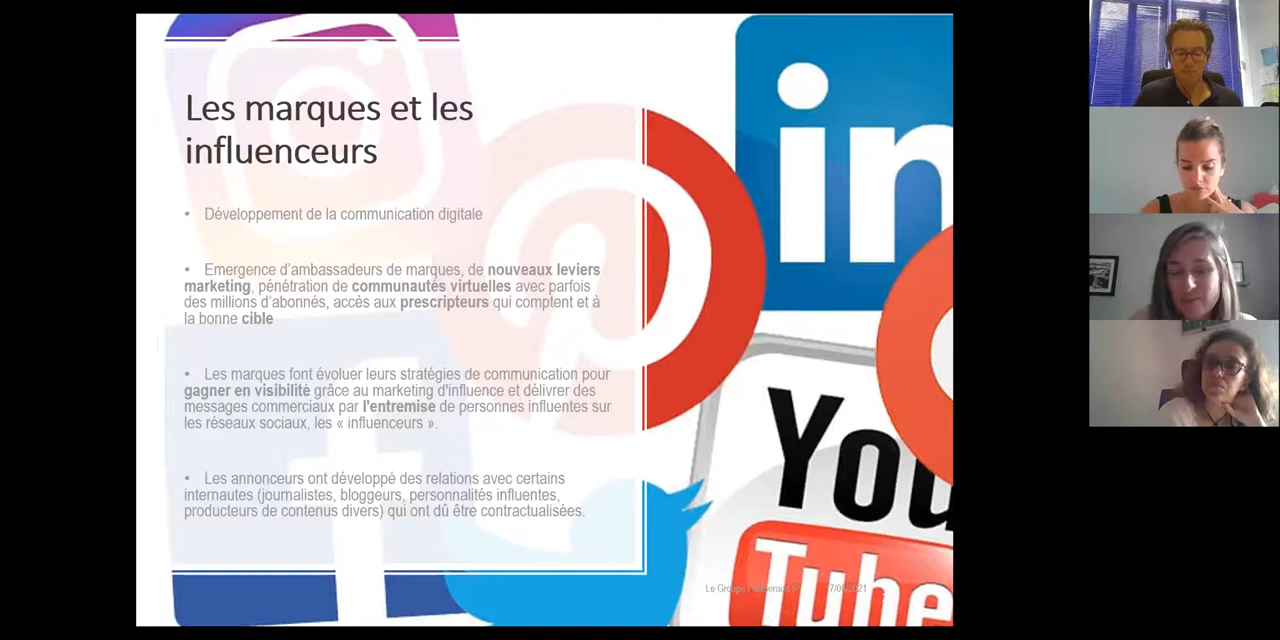 Les marques et les
influenceurs
• Développement de la communication digitale
• Emergence d'ambassadeurs de marques, de nouveaux leviers
marketing, pénétration de communautés virtuelles avec parfois
des millions d'abonnés, accès aux prescripteurs qui comptent et à
la bonne cible
• Les marques font évoluer leurs stratégies de communication pour
gagner en visibilité grâce au marketing d'influence et délivrer des
messages commerciaux par l'entremise de personnes influentes sur
les réseaux sociaux, les « influenceurs ».
• Les annonceurs ont développé des relations avec certains
internautes (journalistes, bloggeurs, personnalités influentes,
producteurs de contenus divers) qui ont dû être contractualisées.
in
You
Tube
f
Le Groupe